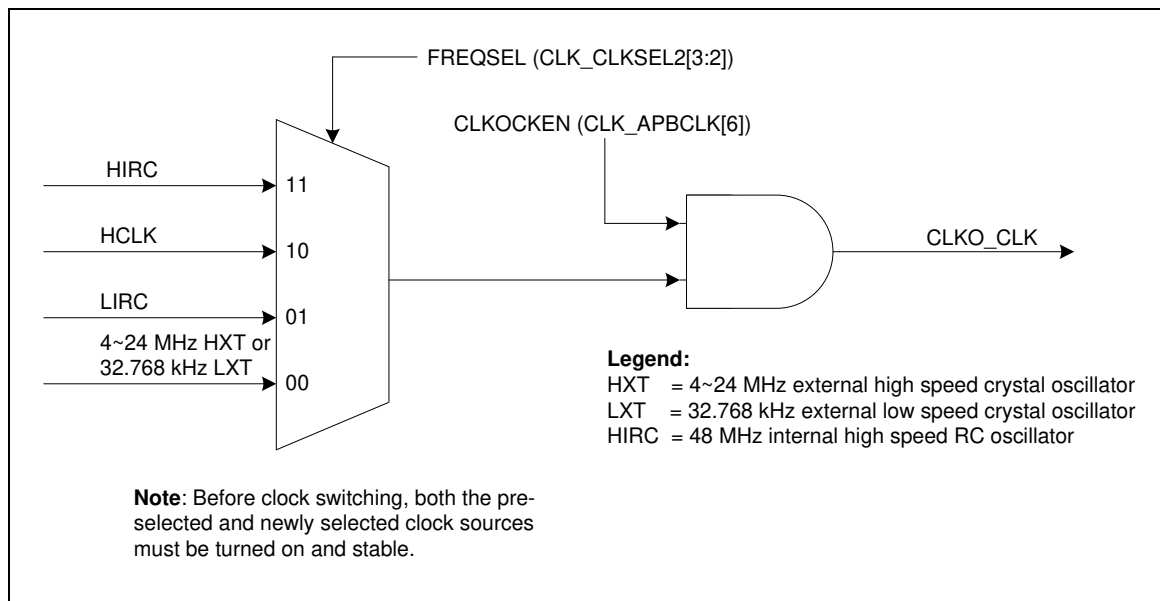 FREQSEL (CLK_CLKSEL2[3:2])
CLKOCKEN (CLK_APBCLK[6])
HIRC
11
HCLK
10
CLKO_CLK
LIRC
01
4~24 MHz HXT or
32.768 kHz LXT
00
Legend:
HXT = 4~24 MHz external high speed crystal oscillator
LXT = 32.768 kHz external low speed crystal oscillator
HIRC = 48 MHz internal high speed RC oscillator
Note: Before clock switching, both the pre-
selected and newly selected clock sources
must be turned on and stable.